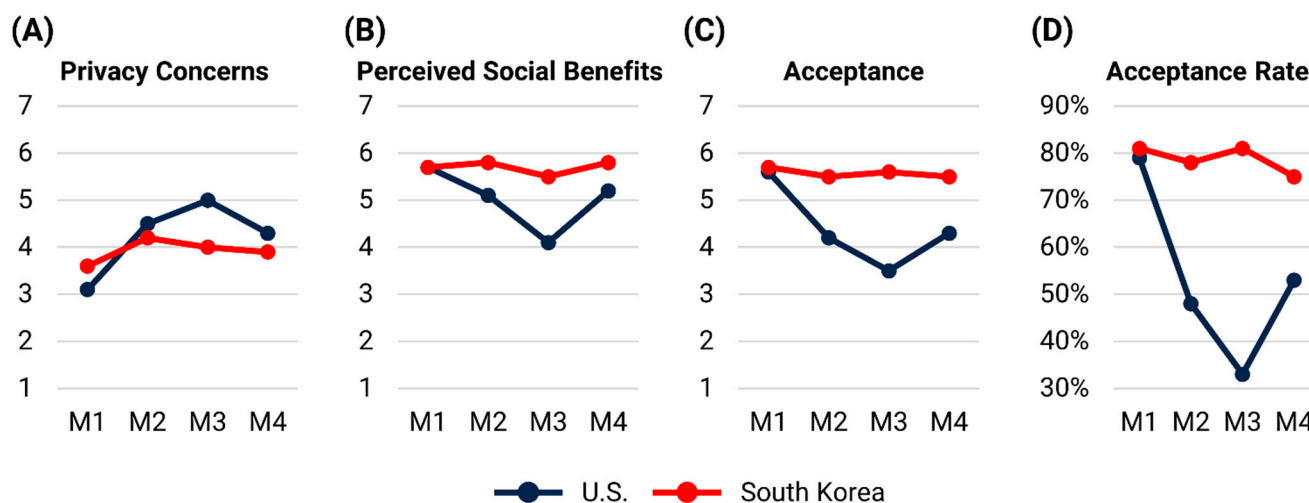 (A) (B) (C) (D)
Privacy Concerns Perceived Social Benefits Acceptance Acceptance Rate
7 7 7 90%
6 6 6 80%
5 5 5 70%
4 4 4 60%
3 3 3 50%
2 2 2 40%
1 1 1 30%
M1 M2 M3 M4 M1 M2 M3 M4 M1 M2 M3 M4 M1 M2 M3 M4
U.S. South Korea